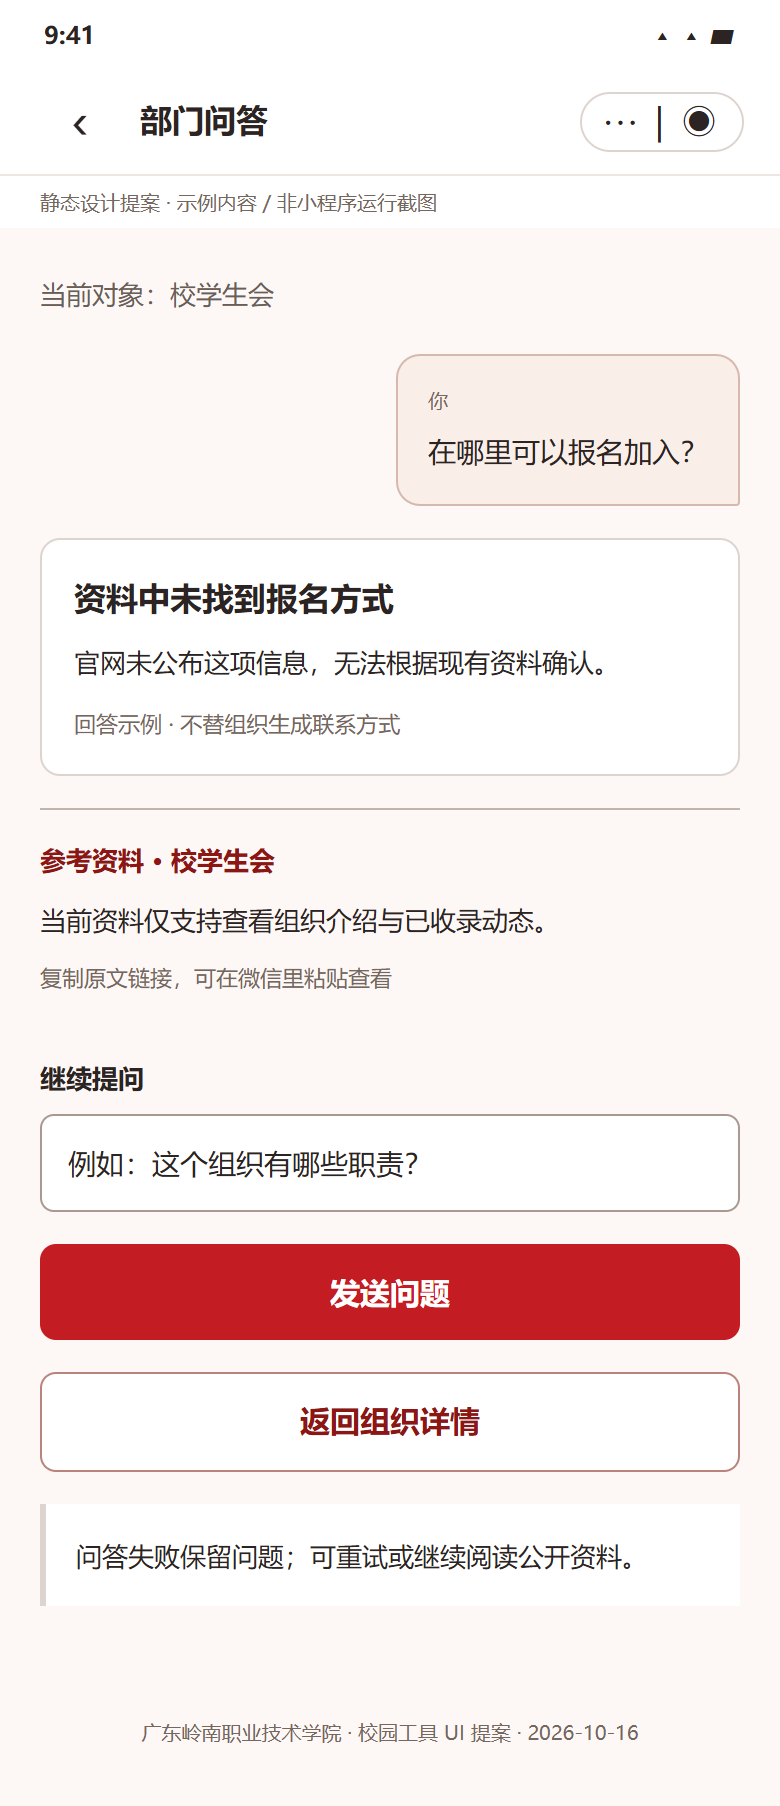 9:41
部门问答
静态设计提案 · 示例内容 / 非小程序运行截图
当前对象：校学生会
你
在哪里可以报名加入？
资料中未找到报名方式
官网未公布这项信息，无法根据现有资料确认。
回答示例 · 不替组织生成联系方式
参考资料 · 校学生会
当前资料仅支持查看组织介绍与已收录动态。
复制原文链接，可在微信里粘贴查看
继续提问
例如：这个组织有哪些职责？
发送问题
返回组织详情
问答失败保留问题；可重试或继续阅读公开资料。
广东岭南职业技术学院 · 校园工具 UI 提案 · 2026-10-16